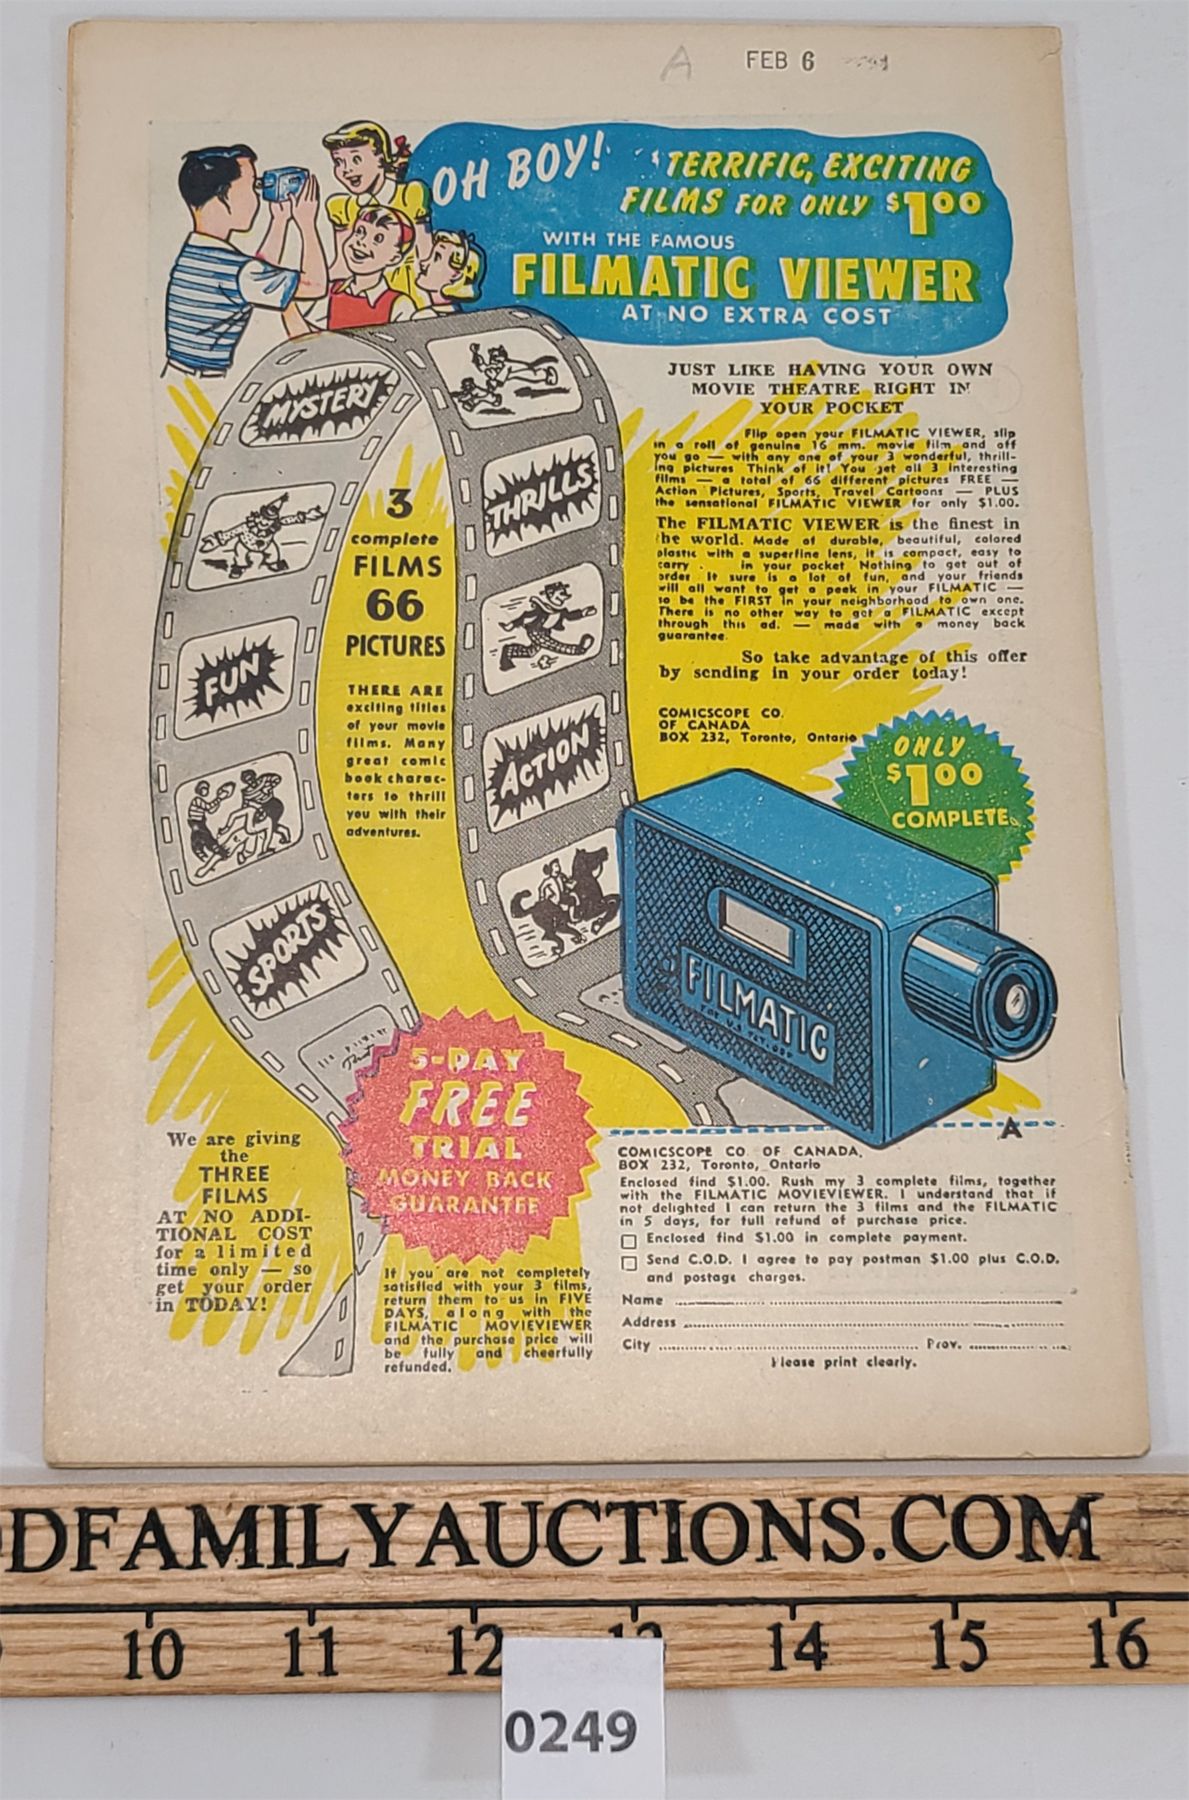 A FEB 6
OH BOY!
TERRIFIC, EXCITING
FILMS FOR ONLY $1.00
WITH THE FAMOUS
FILMATIC VIEWER
AT NO EXTRA COST
JUST LIKE HAVING YOUR OWN
MOVIE THEATRE RIGHT IN
YOUR POCKET
Flip open your FILMATIC VIEWER, slip
in a roll of genuine 16 mm. movie film and off
you go — with any one of your 3 wonderful, thrill-
ing pictures Think of it! You get all 3 interesting
films — a total of 66 different pictures FREE —
Action Pictures, Sports, Travel Cartoons — PLUS
the sensational FILMATIC VIEWER for only $1.00.
The FILMATIC VIEWER is the finest in
the world. Made of durable, beautiful, colored
plastic with a superfine lens, it is compact, easy to
carry . in your pocket Nothing to get out of
order It sure is a lot of fun, and your friends
will all want to get a peek in your FILMATIC —
so be the FIRST in your neighborhood to own one.
There is no other way to get a FILMATIC except
through this ad. — made with a money back
guarantee.
So take advantage of this offer
by sending in your order today!
COMICSCOPE CO.
OF CANADA
BOX 232, Toronto, Ontario
ONLY
$1.00
COMPLETE.
MYSTERY
THRILLS
FUN
ACTION
SPORTS
3
complete
FILMS
66
PICTURES
THERE ARE
exciting titles
of your movie
films. Many
great comic
book charac-
ters to thrill
you with their
adventures.
FILMATIC
5-DAY
FREE
TRIAL
MONEY BACK
GUARANTEE
We are giving
the
THREE
FILMS
AT NO ADDI-
TIONAL COST
for a limited
time only — so
get your order
in TODAY!
If you are not completely
satisfied with your 3 films,
return them to us in FIVE
DAYS, along with the
FILMATIC MOVIEVIEWER
and the purchase price will
be fully and cheerfully
refunded.
A
COMICSCOPE CO OF CANADA,
BOX 232, Toronto, Ontario
Enclosed find $1.00. Rush my 3 complete films, together
with the FILMATIC MOVIEVIEWER. I understand that if
not delighted I can return the 3 films and the FILMATIC
in 5 days, for full refund of purchase price.
Enclosed find $1.00 in complete payment.
Send C.O.D. I agree to pay postman $1.00 plus C.O.D.
and postage charges.
Name
Address
City Prov.
Please print clearly.
DFAMILYAUCTIONS.COM
10 11 12 13 14 15 16
0249